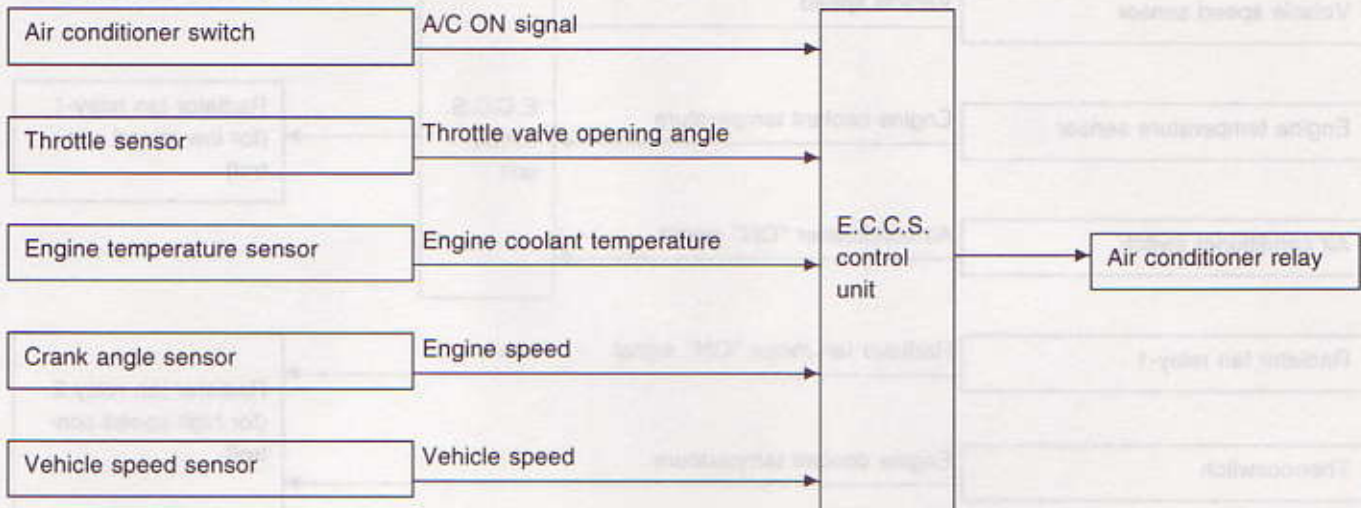 Air conditioner switch
A/C ON signal
Throttle sensor
Throttle valve opening angle
Engine temperature sensor
Engine coolant temperature
Crank angle sensor
Engine speed
Vehicle speed sensor
Vehicle speed
E.C.C.S.
control
unit
Air conditioner relay